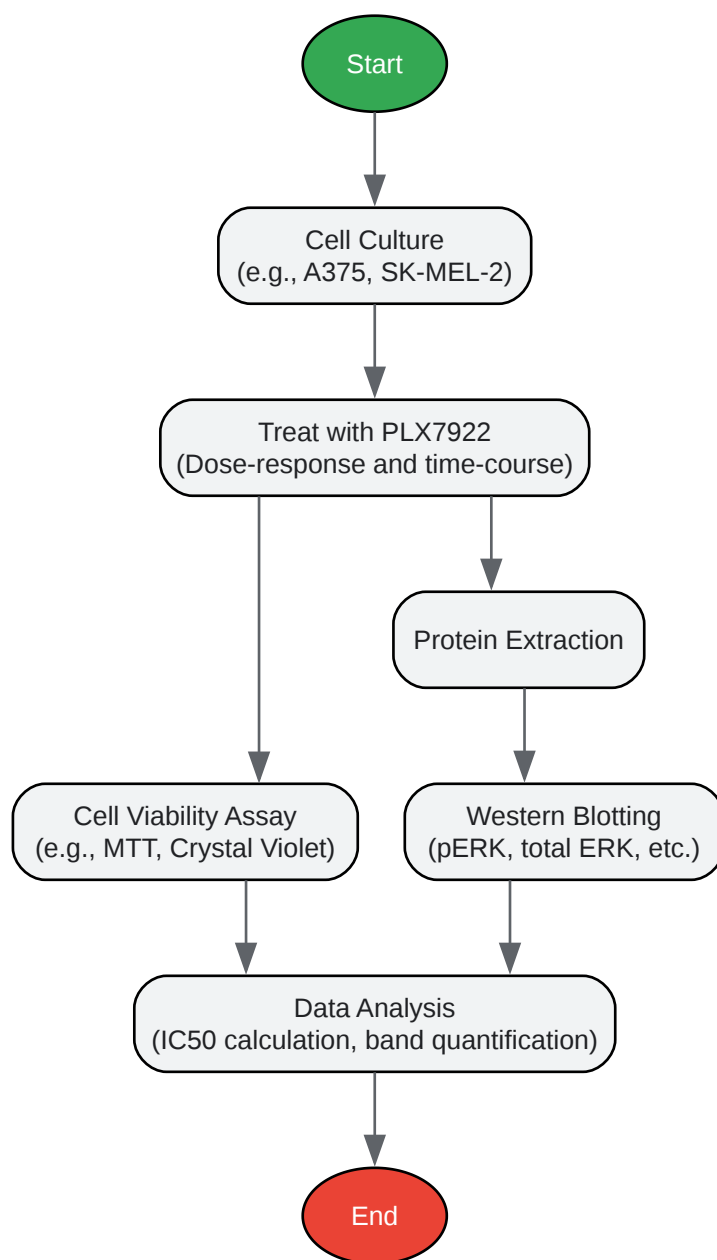 Start
Cell Culture
(e.g., A375, SK-MEL-2)
Treat with PLX7922
(Dose-response and time-course)
Protein Extraction
Cell Viability Assay
(e.g., MTT, Crystal Violet)
Western Blotting
(pERK, total ERK, etc.)
Data Analysis
(IC50 calculation, band quantification)
End